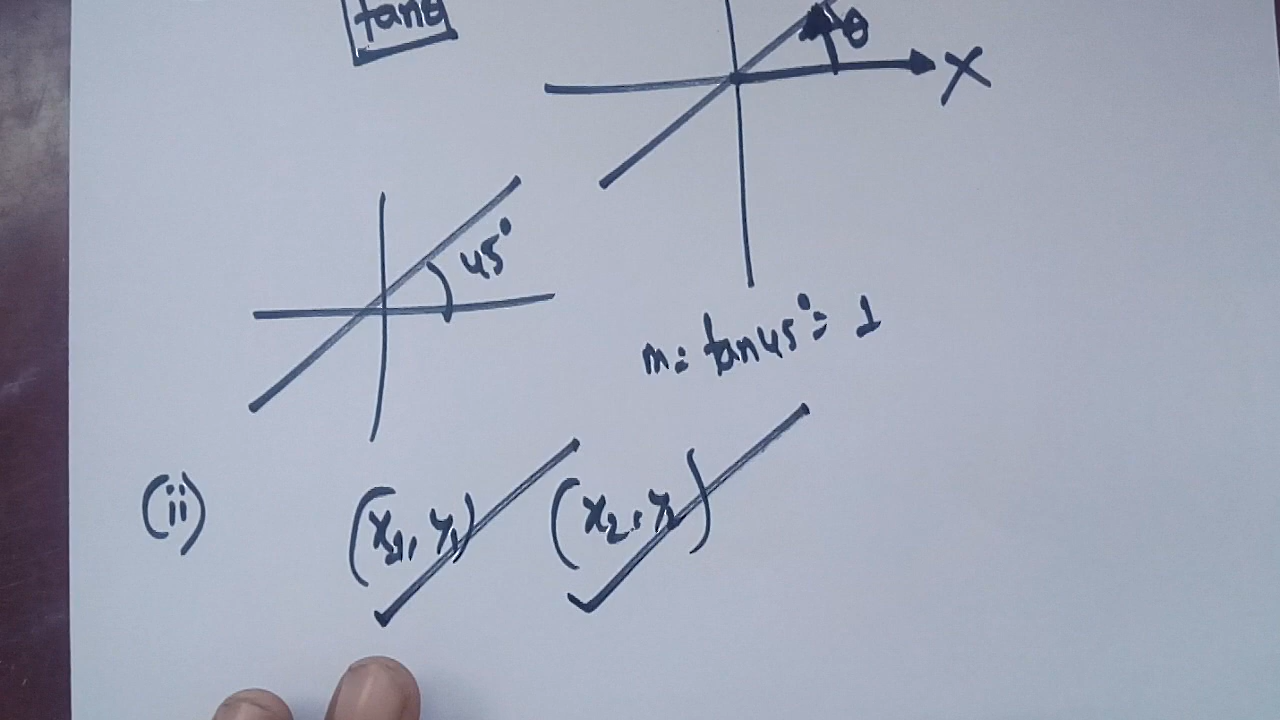 tanθ
θ
X
45°
m = tan45° = 1
(ii) (x1, y1) (x2, y2)